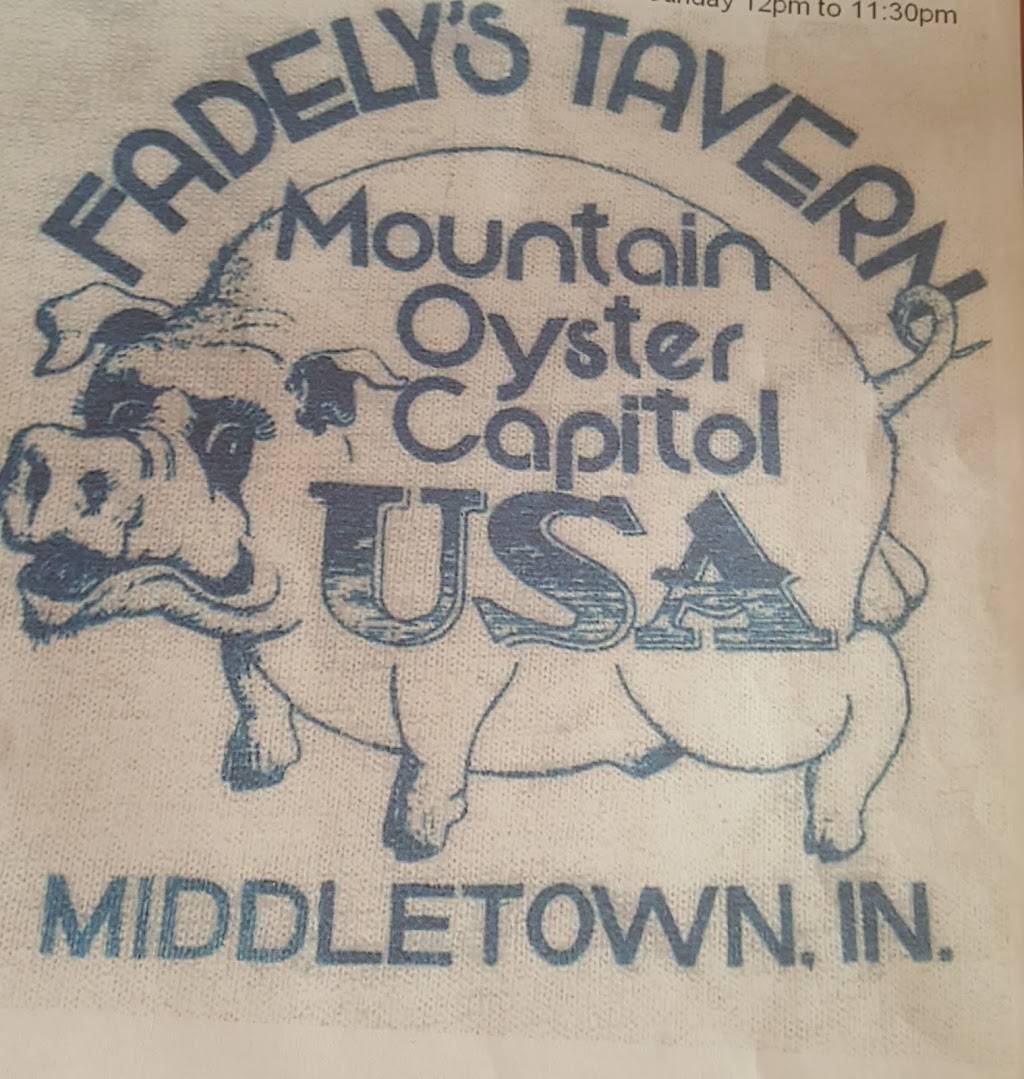 12pm to 11:30pm
FADELY'S TAVERN
Mountain
Oyster
Capitol
USA
MIDDLETOWN, IN.